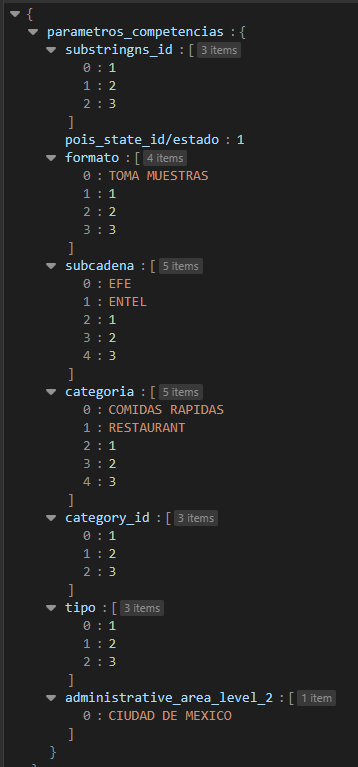 {
parametros_competencias : {
substringns_id : [ 3 items
0 : 1
1 : 2
2 : 3
]
pois_state_id/estado : 1
formato : [ 4 items
0 : TOMA MUESTRAS
1 : 1
2 : 2
3 : 3
]
subcadena : [ 5 items
0 : EFE
1 : ENTEL
2 : 1
3 : 2
4 : 3
]
categoria : [ 5 items
0 : COMIDAS RAPIDAS
1 : RESTAURANT
2 : 1
3 : 2
4 : 3
]
category_id : [ 3 items
0 : 1
1 : 2
2 : 3
]
tipo : [ 3 items
0 : 1
1 : 2
2 : 3
]
administrative_area_level_2 : [ 1 item
0 : CIUDAD DE MEXICO
]
}
}